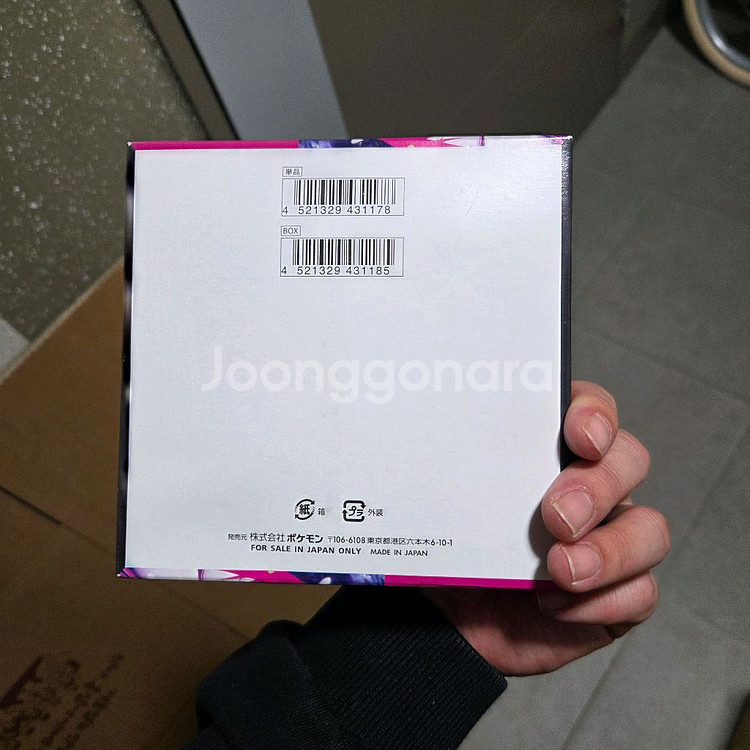 単品
4 521329 431178
BOX
4 521329 431185
Joonggonara
紙 箱 プラ 外装
発売元 株式会社ポケモン 〒106-6108 東京都港区六本木6-10-1
FOR SALE IN JAPAN ONLY MADE IN JAPAN